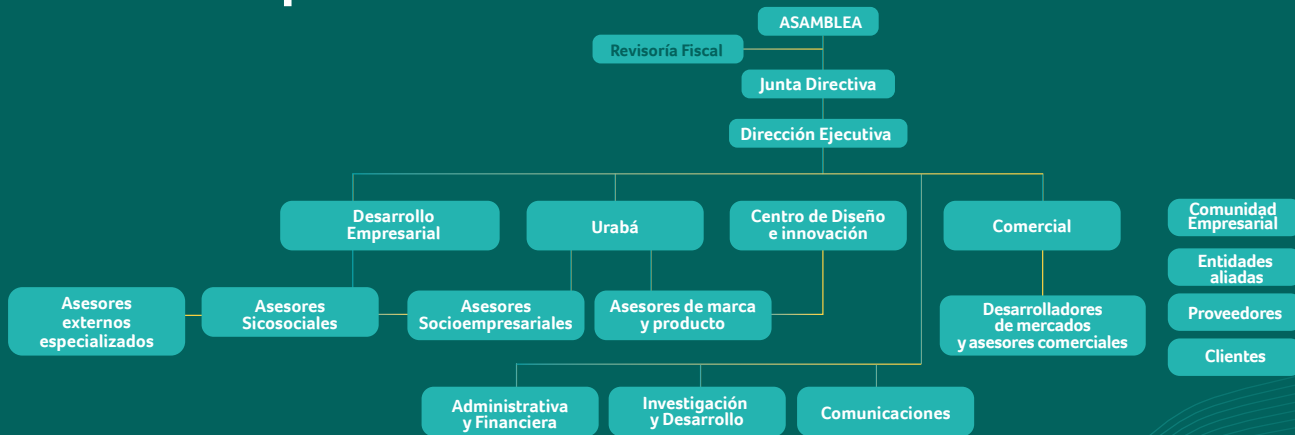 ASAMBLEA
Revisoría Fiscal
Junta Directiva
Dirección Ejecutiva
Desarrollo
Empresarial
Urabá
Centro de Diseño
e innovación
Comercial
Comunidad
Empresarial
Entidades
aliadas
Proveedores
Clientes
Asesores
externos
especializados
Asesores
Sicosociales
Asesores
Socioempresariales
Asesores de marca
y producto
Desarrolladores
de mercados
y asesores comerciales
Administrativa
y Financiera
Investigación
y Desarrollo
Comunicaciones